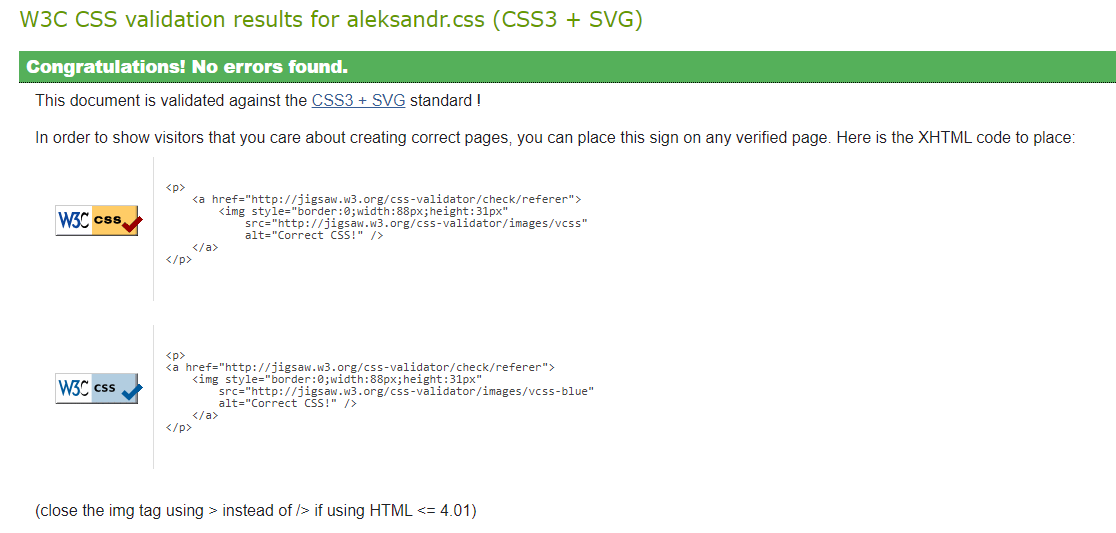 W3C CSS validation results for aleksandr.css (CSS3 + SVG)
Congratulations! No errors found.
This document is validated against the CSS3 + SVG standard !
In order to show visitors that you care about creating correct pages, you can place this sign on any verified page. Here is the XHTML code to place:
W3C css
<p>
<a href="http://jigsaw.w3.org/css-validator/check/referer">
<img style="border:0;width:88px;height:31px"
src="http://jigsaw.w3.org/css-validator/images/vcss"
alt="Correct CSS!" />
</a>
</p>
W3C css
<p>
<a href="http://jigsaw.w3.org/css-validator/check/referer">
<img style="border:0;width:88px;height:31px"
src="http://jigsaw.w3.org/css-validator/images/vcss-blue"
alt="Correct CSS!" />
</a>
</p>
(close the img tag using > instead of /> if using HTML <= 4.01)